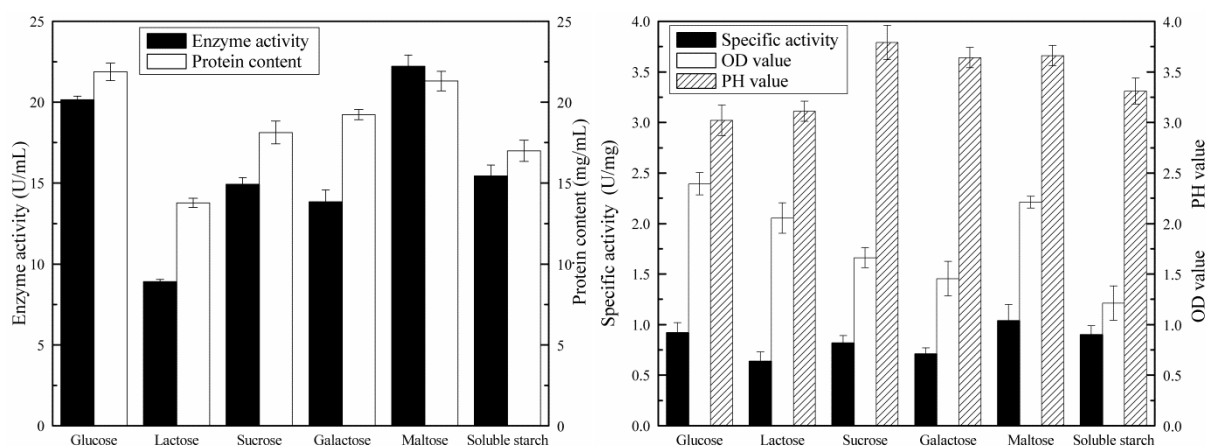 Enzyme activity
Protein content
Enzyme activity (U/mL)
25
20
15
10
5
0
Glucose Lactose Sucrose Galactose Maltose Soluble starch
25
20
15
10
5
0
Protein content (mg/mL)
Specific activity
OD value
PH value
Specific activity (U/mg)
4.0
3.5
3.0
2.5
2.0
1.5
1.0
0.5
0.0
Glucose Lactose Sucrose Galactose Maltose Soluble starch
4.0
3.5
3.0
2.5
2.0
1.5
1.0
0.5
0.0
PH value
OD value